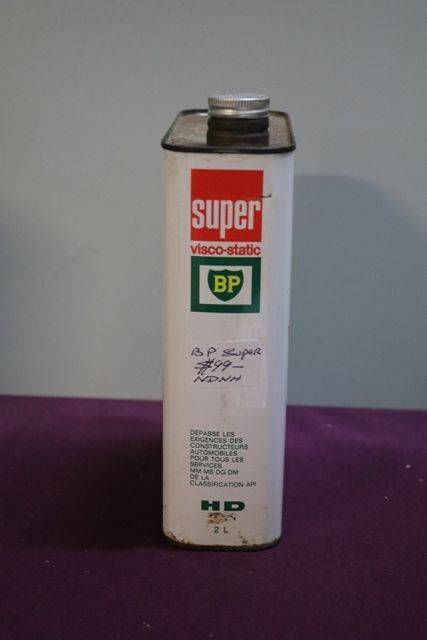 super
visco-static
BP
BP Super
$99-
NDNH
DÉPASSE LES
EXIGENCES DES
CONSTRUCTEURS
AUTOMOBILES
POUR TOUS LES
SERVICES
MM MS DG DM
DE LA
CLASSIFICATION API
HD
2 L